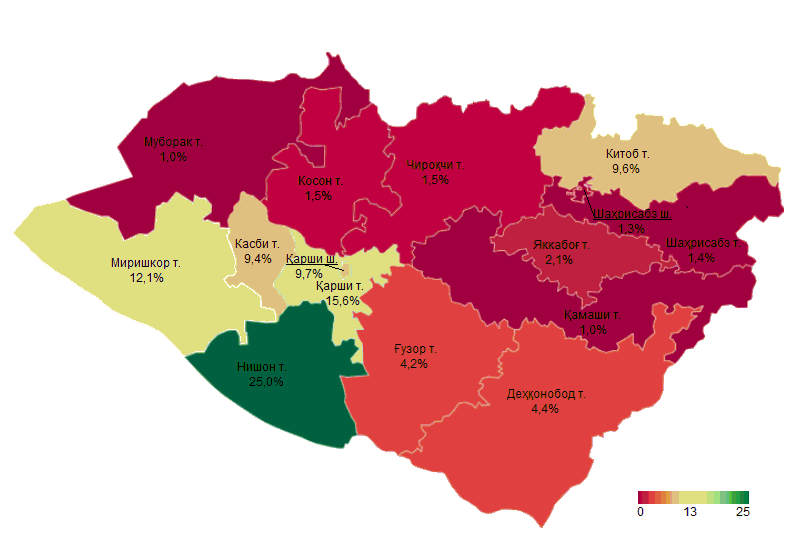 Муборак т.
1,0%
Косон т.
1,5%
Чироқчи т.
1,5%
Китоб т.
9,6%
Шаҳрисабз ш.
1,3%
Шаҳрисабз т.
1,4%
Яккабоғ т.
2,1%
Касби т.
9,4%
Қарши ш.
9,7%
Қарши т.
15,6%
Миришкор т.
12,1%
Қамаши т.
1,0%
Ғузор т.
4,2%
Нишон т.
25,0%
Деҳқонобод т.
4,4%
0 13 25